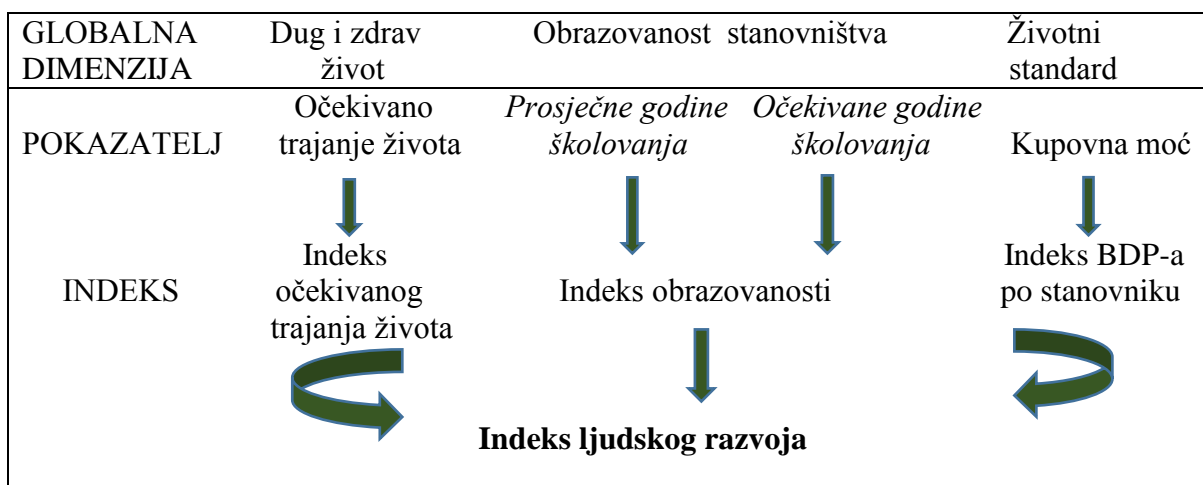 GLOBALNA Dug i zdrav Obrazovanost stanovništva Životni
DIMENZIJA život standard
Očekivano Prosječne godine Očekivane godine
POKAZATELJ trajanje života školovanja školovanja Kupovna moć
Indeks Indeks BDP-a
INDEKS očekivanog Indeks obrazovanosti po stanovniku
trajanja života
Indeks ljudskog razvoja